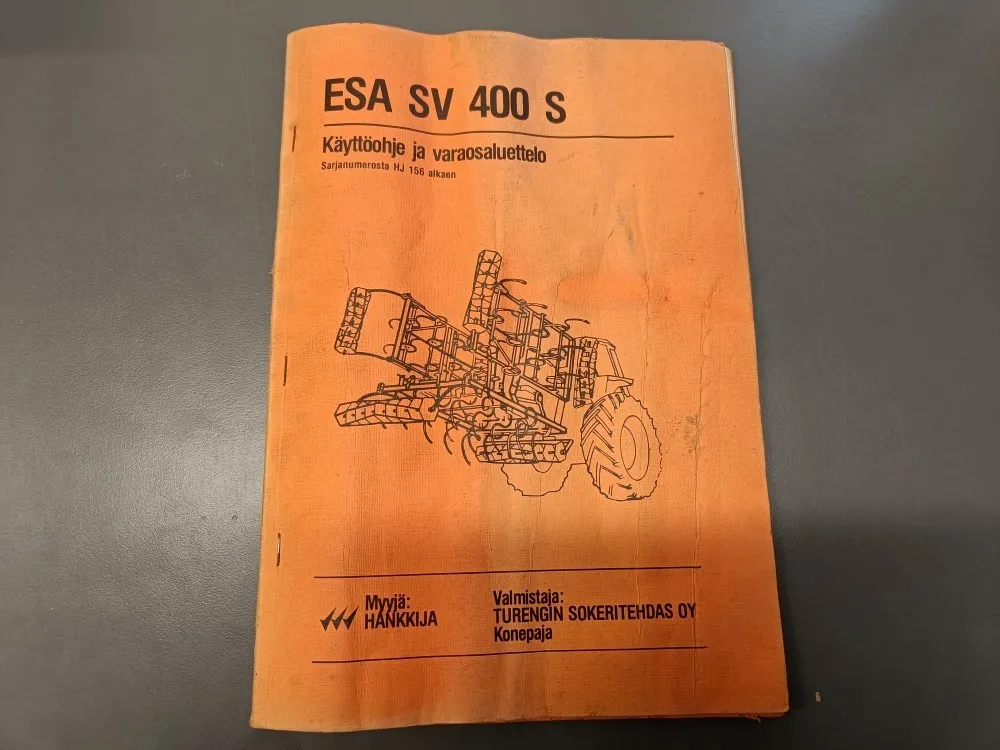 ESA SV 400 S
Käyttöohje ja varaosaluettelo
Sarjanumerosta HJ 156 alkaen
Myyjä:
HANKKIJA
Valmistaja:
TURENGIN SOKERITEHDAS OY
Konepaja